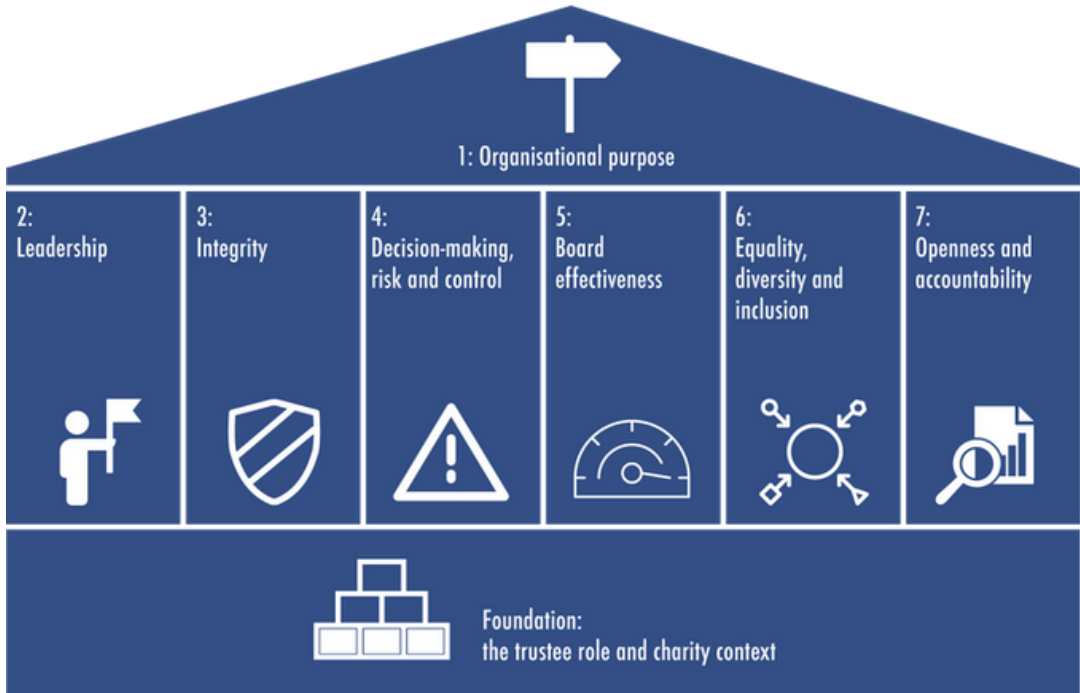 1: Organisational purpose
2:
Leadership
3:
Integrity
4:
Decision-making,
risk and control
5:
Board
effectiveness
6:
Equality,
diversity and
inclusion
7:
Openness and
accountability
Foundation:
the trustee role and charity context